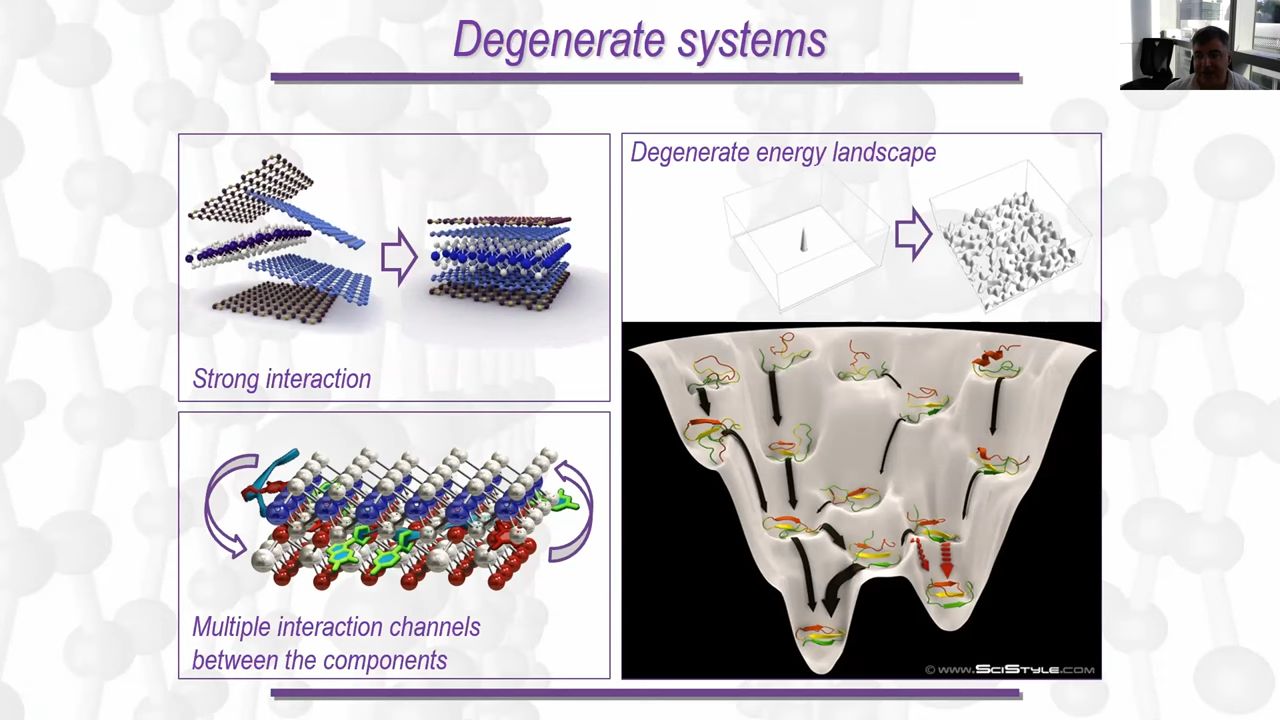 Degenerate systems
Strong interaction
Multiple interaction channels
between the components
Degenerate energy landscape
© www.SciStyle.com